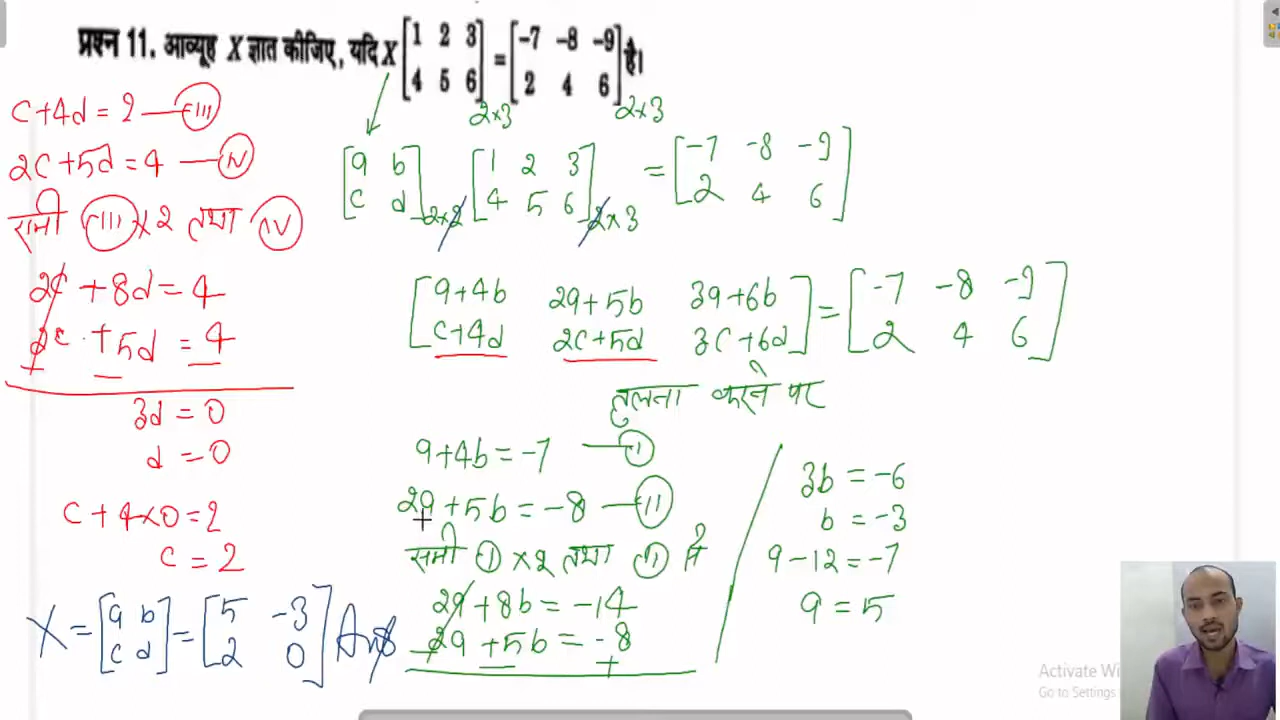 प्रश्न 11. आव्यूह X ज्ञात कीजिए, यदि X [1 2 3 = [-7 -8 -9 है।
4 5 6] 2 4 6]
2×3 2×3
[a b [1 2 3 = [-7 -8 -9
c d]2×2 4 5 6]2×3 2 4 6]
[a+4b 2a+5b 3a+6b = [-7 -8 -9
c+4d 2c+5d 3c+6d] 2 4 6]
तुलना करने पर
a+4b = -7 — I
2a+5b = -8 — II
समी I ×2 तथा II में
2a+8b = -14
2a+5b = -8
- - +
3b = -6
b = -3
a-12 = -7
a = 5
c+4d = 2 — III
2c+5d = 4 — IV
समी III ×2 तथा IV
2c+8d = 4
2c+5d = 4
- - -
3d = 0
d = 0
c+4×0 = 2
c = 2
X = [a b = [5 -3 Ans
c d] 2 0]
Activate Wi
Go to Settings